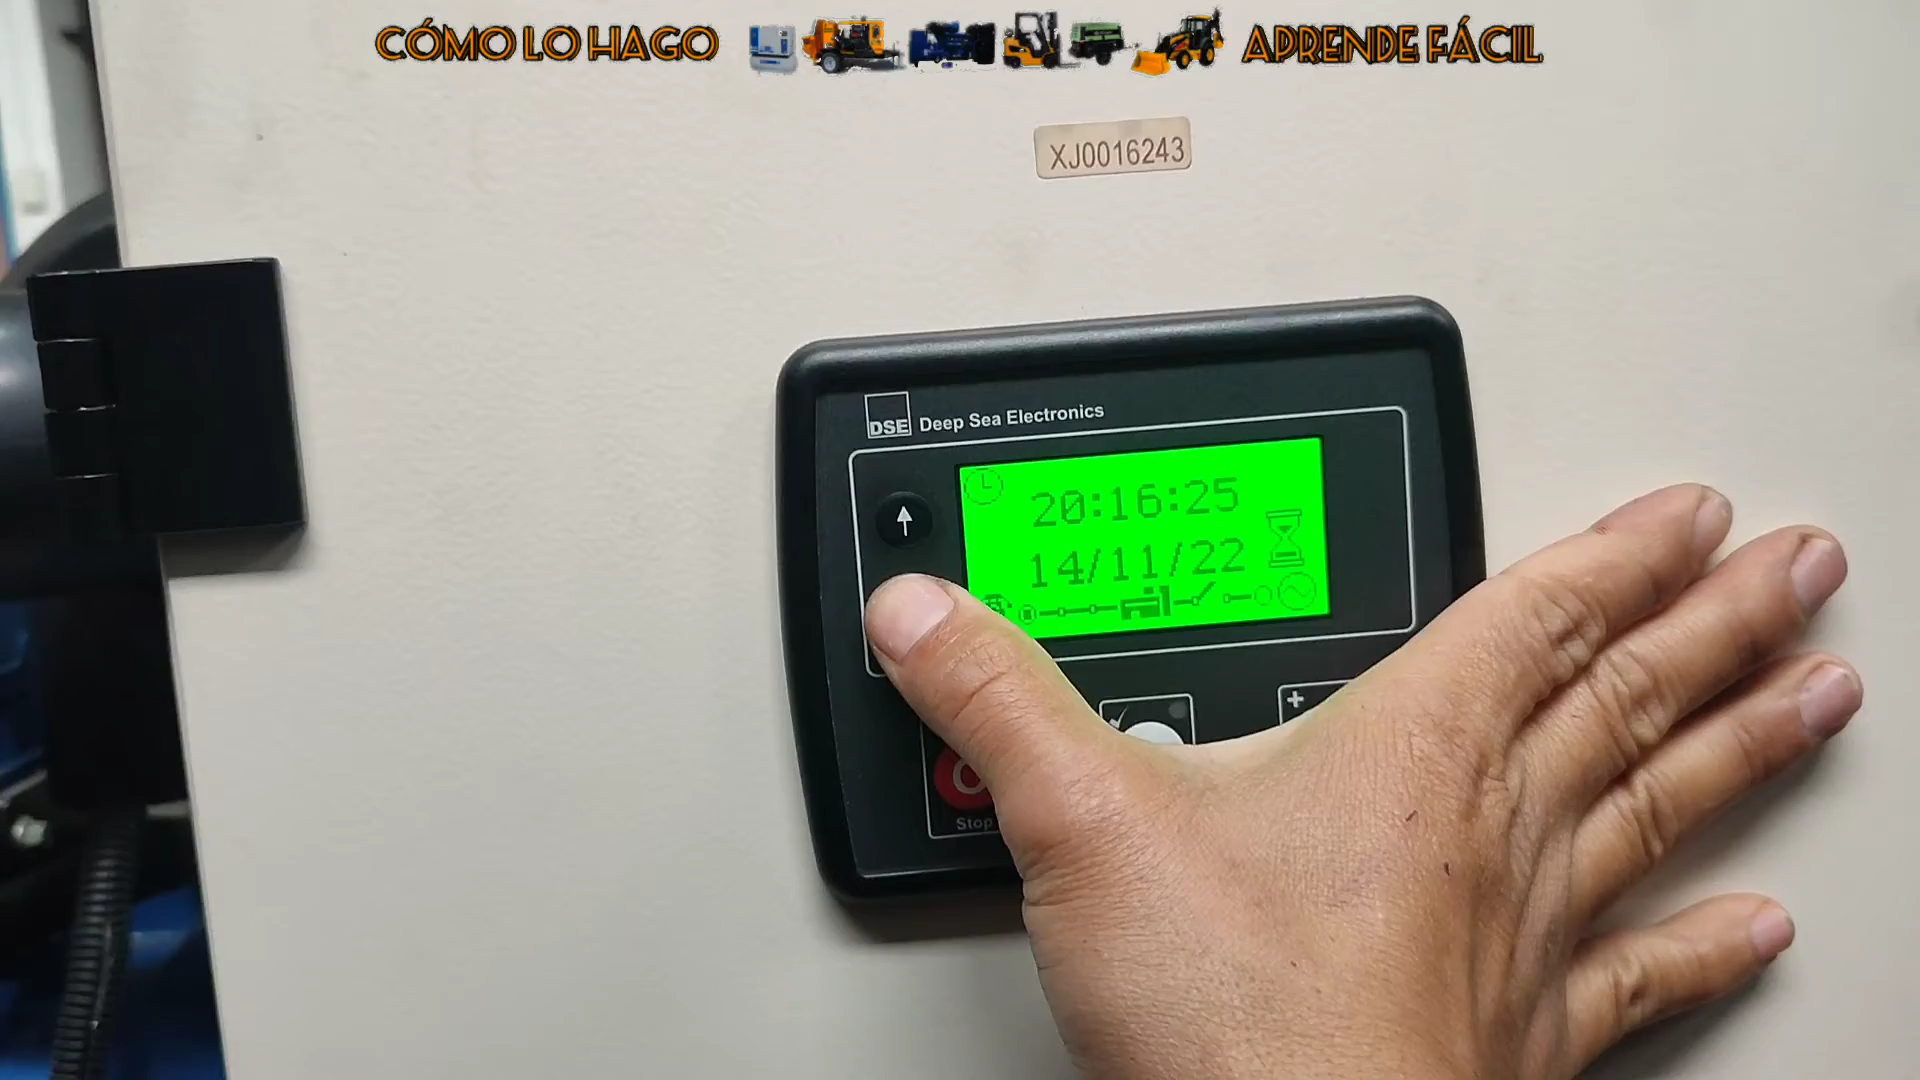 CÓMO LO HAGO APRENDE FÁCIL
XJ0016243
DSE Deep Sea Electronics
20:16:25
14/11/22
+
Stop